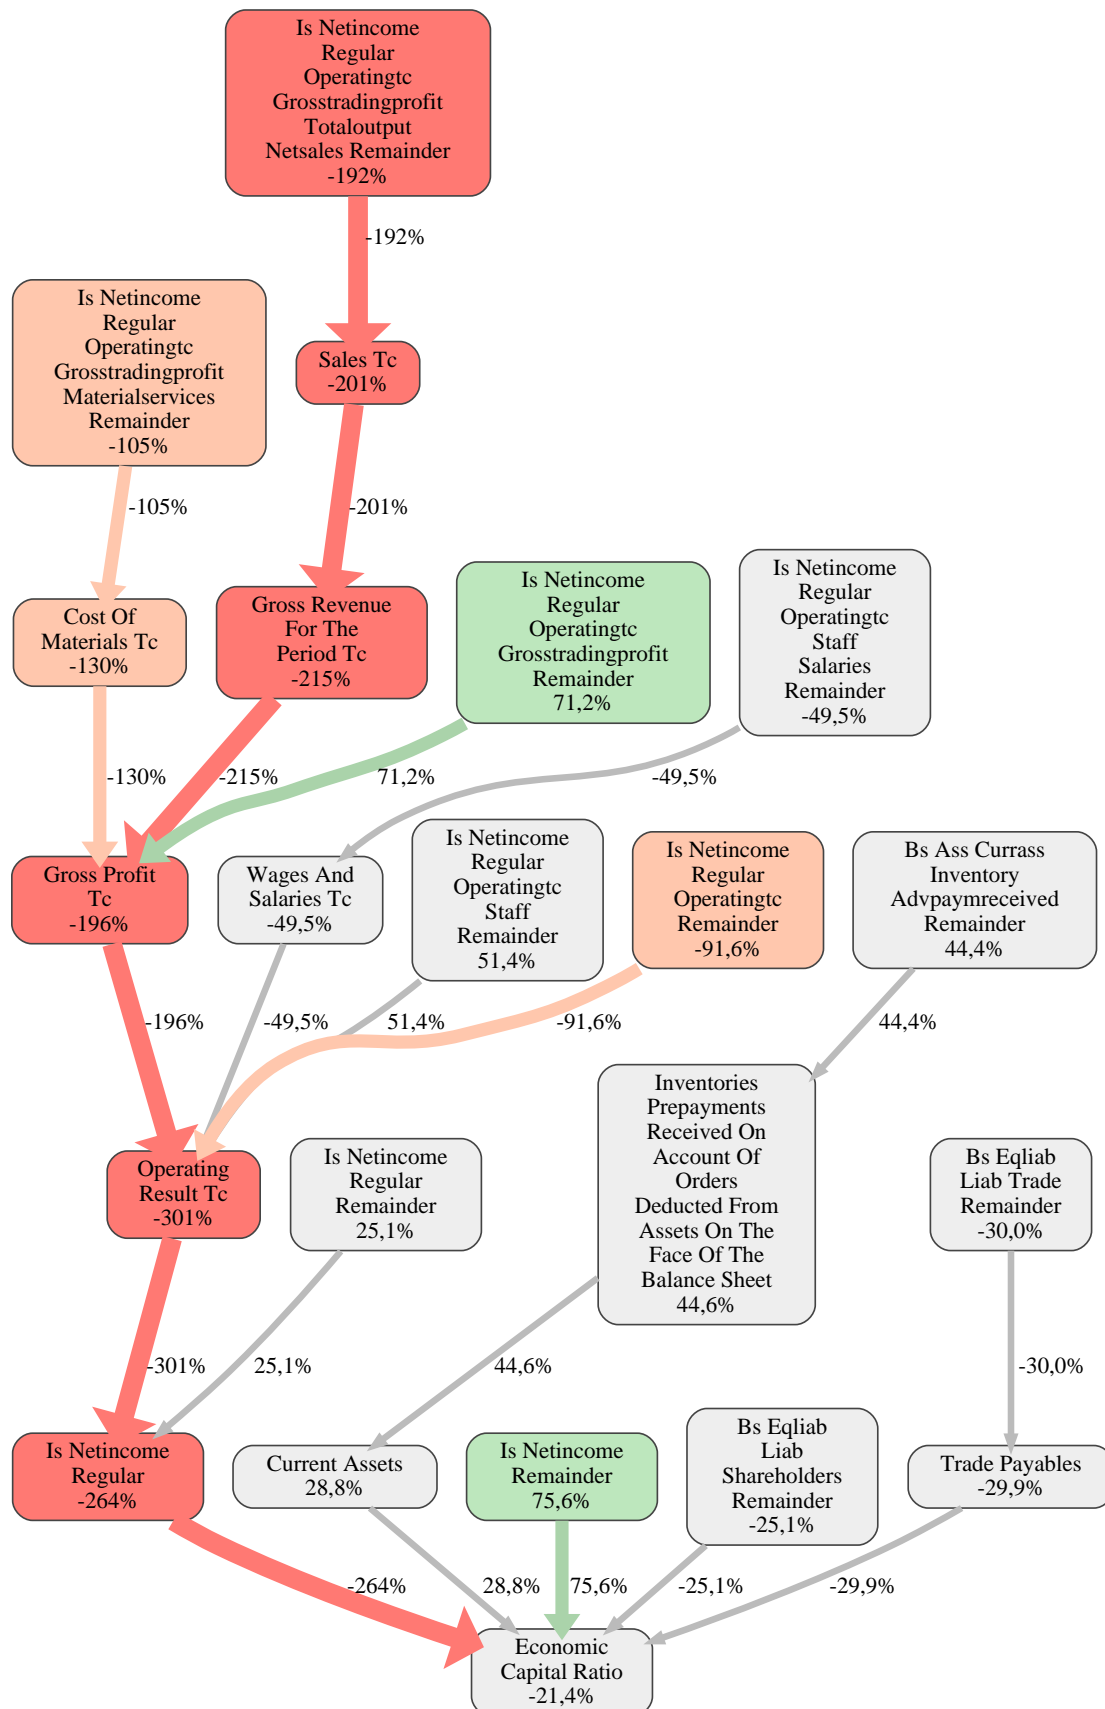 Is Netincome
Regular
Operatingtc
Grosstradingprofit
Totaloutput
Netsales Remainder
-192%
-192%
Is Netincome
Regular
Operatingtc
Grosstradingprofit
Materialservices
Remainder
-105%
Sales Tc
-201%
-105%
-201%
Cost Of
Materials Tc
-130%
Gross Revenue
For The
Period Tc
-215%
Is Netincome
Regular
Operatingtc
Grosstradingprofit
Remainder
71,2%
Is Netincome
Regular
Operatingtc
Staff
Salaries
Remainder
-49,5%
-130%
-215%
71,2%
-49,5%
Gross Profit
Tc
-196%
Wages And
Salaries Tc
-49,5%
Is Netincome
Regular
Operatingtc
Staff
Remainder
51,4%
Is Netincome
Regular
Operatingtc
Remainder
-91,6%
Bs Ass Currass
Inventory
Advpaymreceived
Remainder
44,4%
-196%
-49,5%
51,4%
-91,6%
44,4%
Operating
Result Tc
-301%
Is Netincome
Regular
Remainder
25,1%
Inventories
Prepayments
Received On
Account Of
Orders
Deducted From
Assets On The
Face Of The
Balance Sheet
44,6%
Bs Eqliab
Liab Trade
Remainder
-30,0%
-301%
25,1%
44,6%
-30,0%
Is Netincome
Regular
-264%
Current Assets
28,8%
Is Netincome
Remainder
75,6%
Bs Eqliab
Liab
Shareholders
Remainder
-25,1%
Trade Payables
-29,9%
-264%
28,8%
75,6%
-25,1%
-29,9%
Economic
Capital Ratio
-21,4%